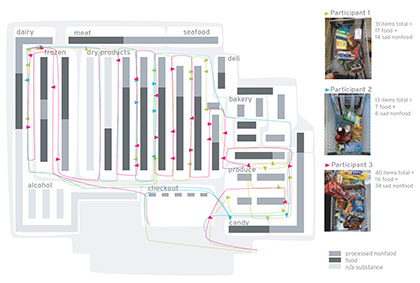 dairy
meat
seafood
frozen
dry products
deli
bakery
produce
alcohol
checkout
candy
Participant 1
31 items total =
17 food +
14 sad nonfood
Participant 2
13 items total =
7 food +
6 sad nonfood
Participant 3
40 items total =
16 food +
34 sad nonfood
processed nonfood
food
n/a substance